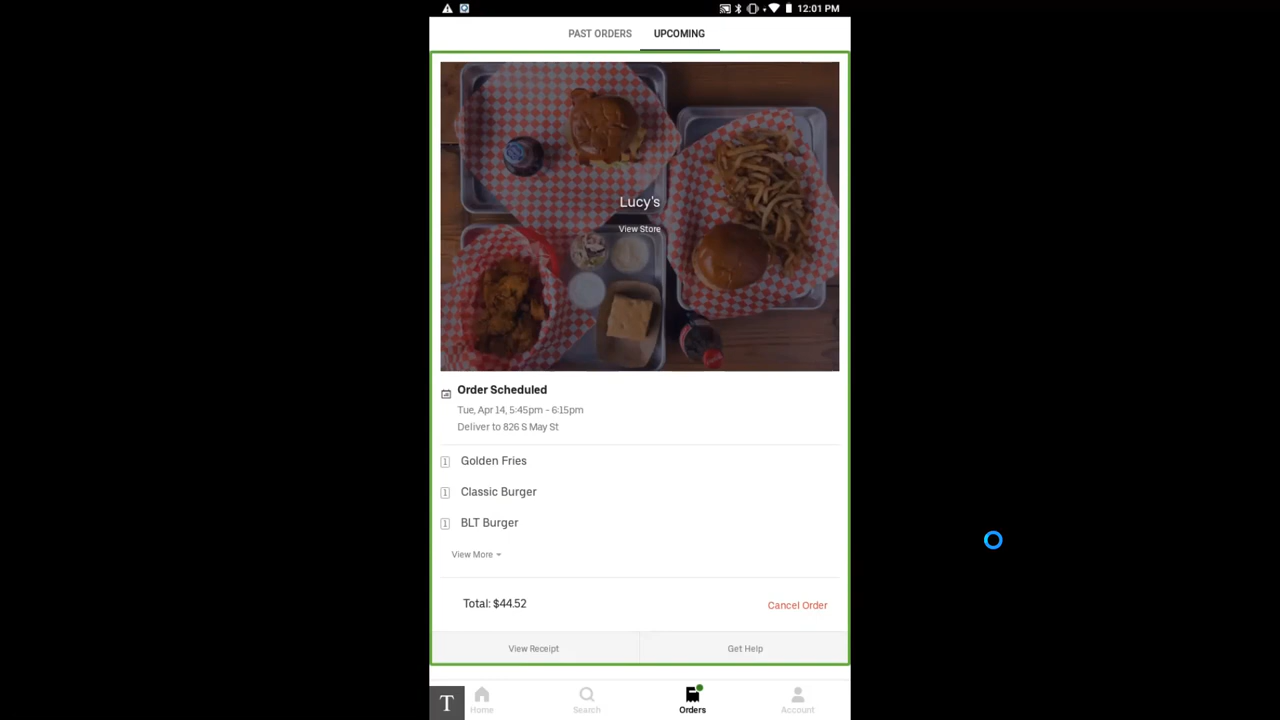 12:01 PM
PAST ORDERS UPCOMING
Lucy's
View Store
Order Scheduled
Tue, Apr 14, 5:45pm - 6:15pm
Deliver to 826 S May St
1 Golden Fries
1 Classic Burger
1 BLT Burger
View More
Total: $44.52 Cancel Order
View Receipt Get Help
T Home Search Orders Account